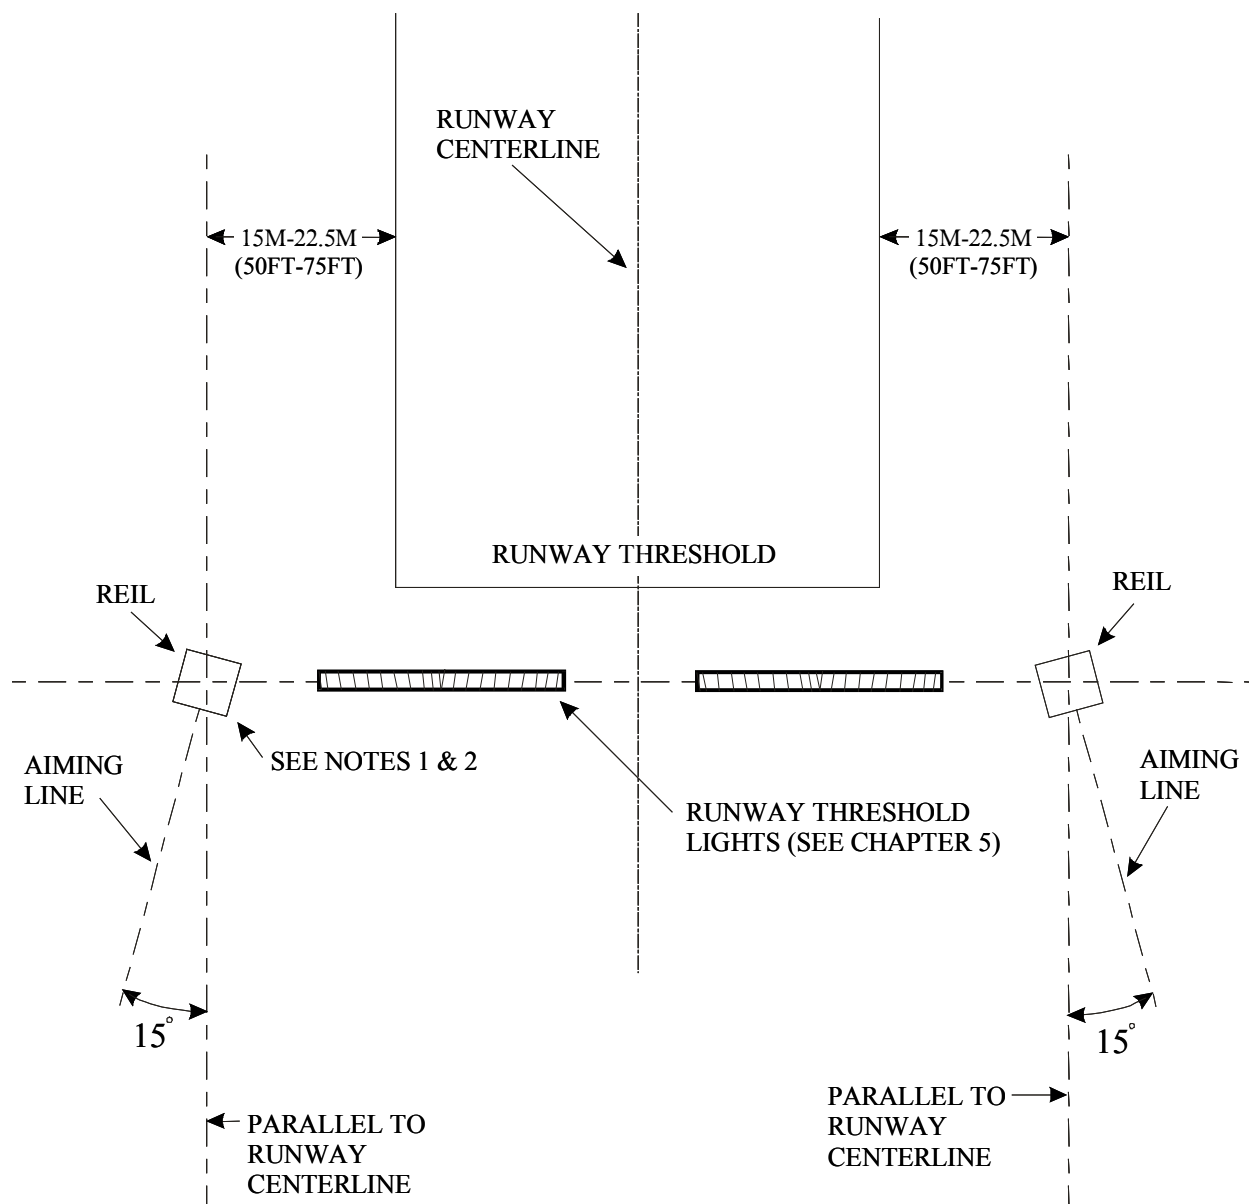 RUNWAY
CENTERLINE
15M-22.5M
(50FT-75FT)
15M-22.5M
(50FT-75FT)
RUNWAY THRESHOLD
REIL
REIL
SEE NOTES 1 & 2
AIMING
LINE
AIMING
LINE
RUNWAY THRESHOLD
LIGHTS (SEE CHAPTER 5)
15°
15°
PARALLEL TO
RUNWAY
CENTERLINE
PARALLEL TO
RUNWAY
CENTERLINE